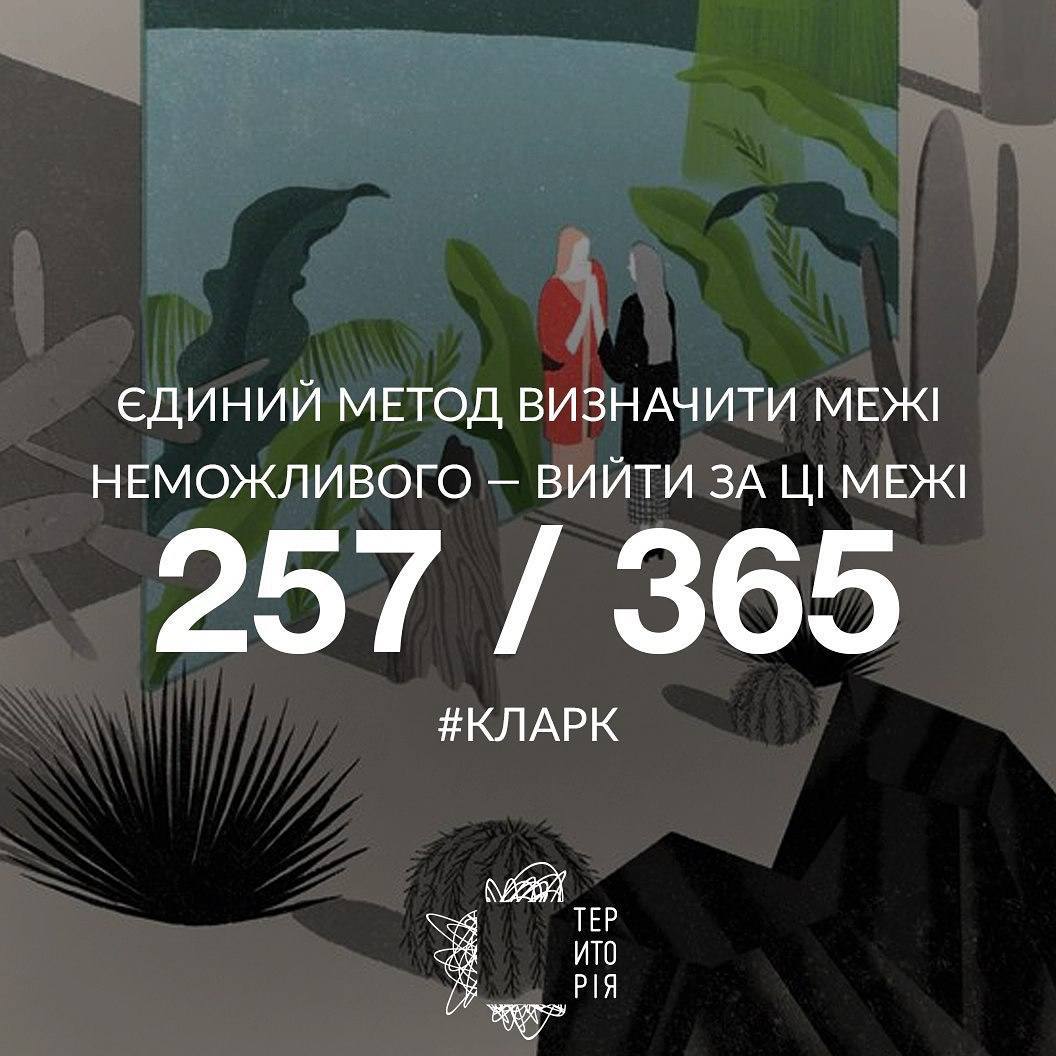 ЄДИНИЙ МЕТОД ВИЗНАЧИТИ МЕЖІ
НЕМОЖЛИВОГО – ВИЙТИ ЗА ЦІ МЕЖІ
257 / 365
#КЛАРК
ТЕР
ИТО
РІЯ